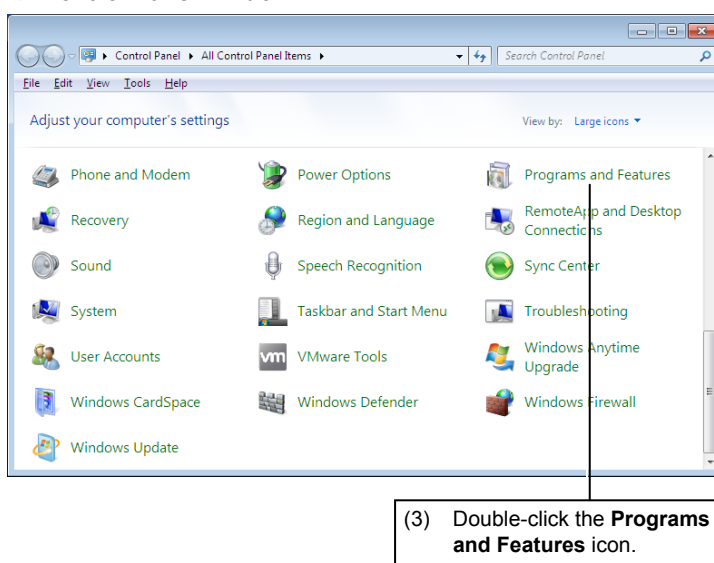 Control Panel ▸ All Control Panel Items ▸
Search Control Panel
File Edit View Tools Help
Adjust your computer's settings
View by: Large icons
Phone and Modem
Power Options
Programs and Features
Recovery
Region and Language
RemoteApp and Desktop
Connections
Sound
Speech Recognition
Sync Center
System
Taskbar and Start Menu
Troubleshooting
User Accounts
vm VMware Tools
Windows Anytime
Upgrade
Windows CardSpace
Windows Defender
Windows Firewall
Windows Update
(3) Double-click the Programs
and Features icon.